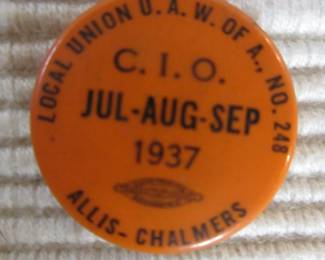 LOCAL UNION U.A.W. OF A., NO. 248
C.I.O.
JUL-AUG-SEP
1937
ALLIS-CHALMERS